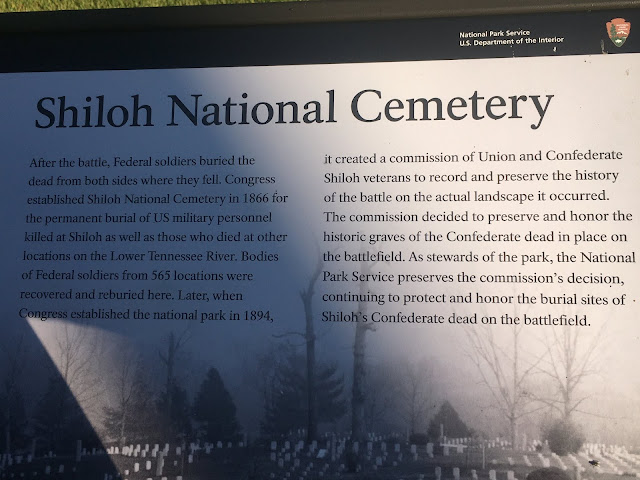 National Park Service
U.S. Department of the Interior
Shiloh National Cemetery
After the battle, Federal soldiers buried the
dead from both sides where they fell. Congress
established Shiloh National Cemetery in 1866 for
the permanent burial of US military personnel
killed at Shiloh as well as those who died at other
locations on the Lower Tennessee River. Bodies
of Federal soldiers from 565 locations were
recovered and reburied here. Later, when
Congress established the national park in 1894,
it created a commission of Union and Confederate
Shiloh veterans to record and preserve the history
of the battle on the actual landscape it occurred.
The commission decided to preserve and honor the
historic graves of the Confederate dead in place on
the battlefield. As stewards of the park, the National
Park Service preserves the commission's decision,
continuing to protect and honor the burial sites of
Shiloh's Confederate dead on the battlefield.